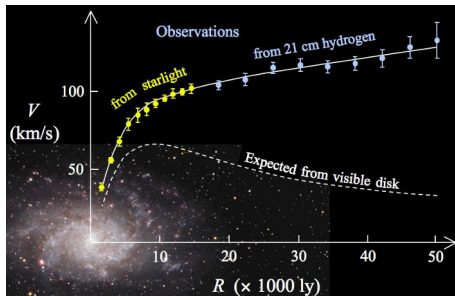 Observations
from 21 cm hydrogen
from starlight
V
(km/s)
100
50
Expected from visible disk
10
20
30
40
50
R (× 1000 ly)